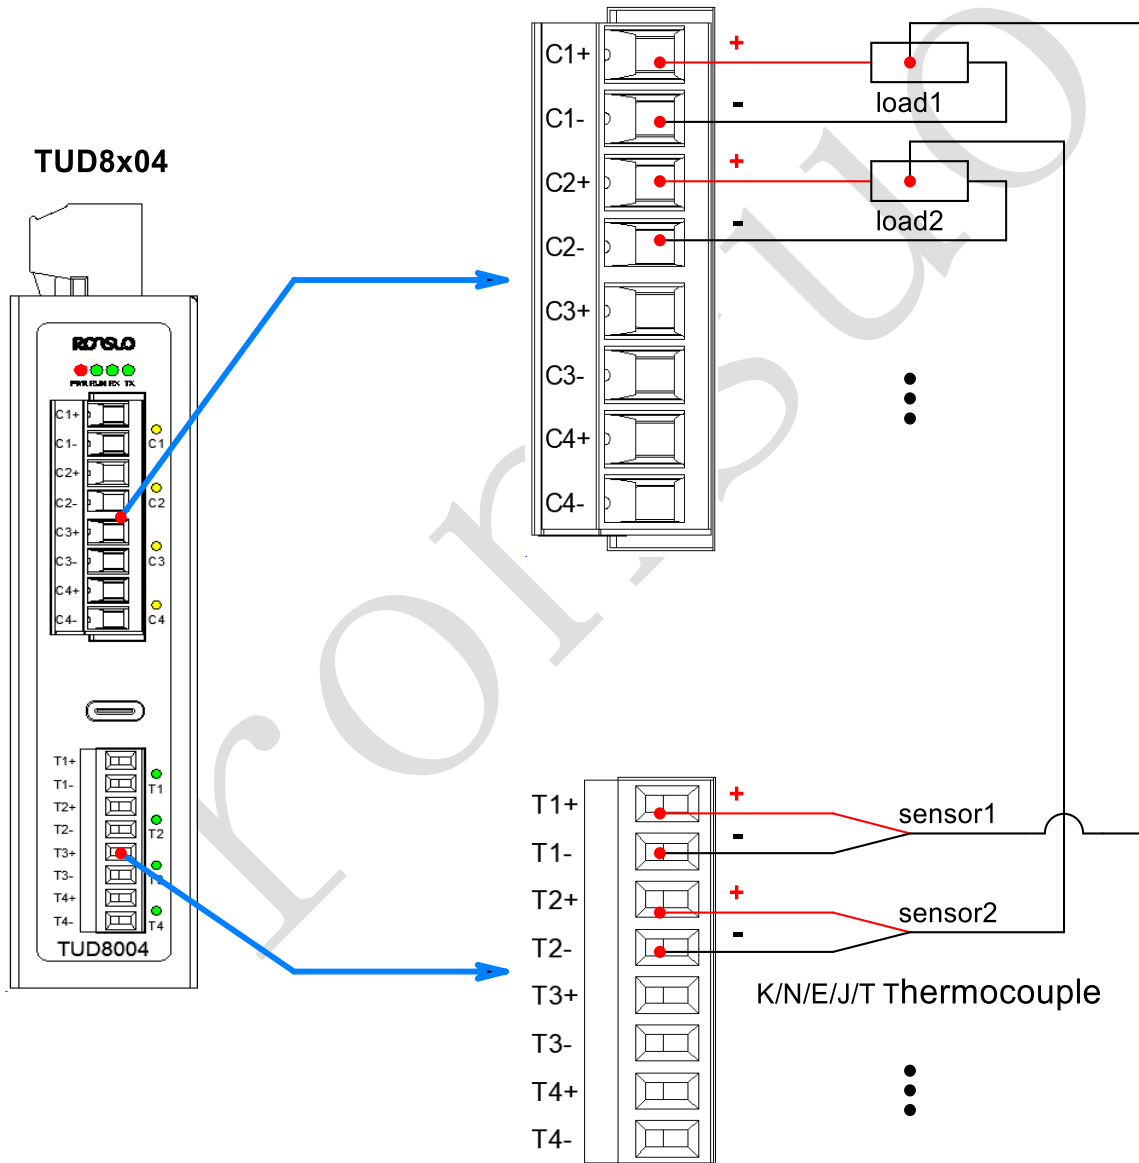 TUD8x04
RONSUO
PWR RUN RX TX
C1+
C1-
C2+
C2-
C3+
C3-
C4+
C4-
C1
C2
C3
C4
T1+
T1-
T2+
T2-
T3+
T3-
T4+
T4-
T1
T2
T4
TUD8004
C1+
C1-
C2+
C2-
C3+
C3-
C4+
C4-
+
-
+
-
load1
load2
T1+
T1-
T2+
T2-
T3+
T3-
T4+
T4-
+
-
+
-
sensor1
sensor2
K/N/E/J/T Thermocouple
ronsuo